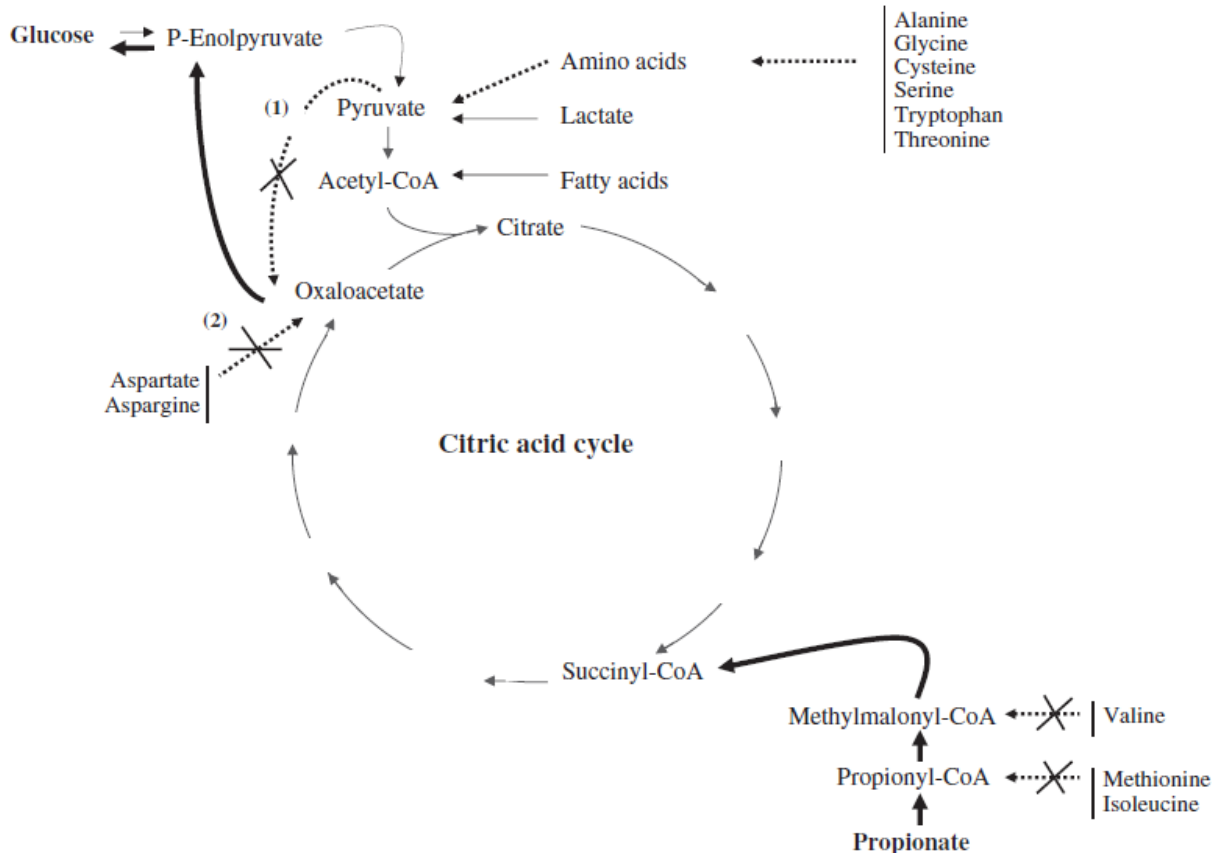 Glucose
P-Enolpyruvate
Alanine
Glycine
Cysteine
Serine
Tryptophan
Threonine
Amino acids
(1)
Pyruvate
Lactate
Acetyl-CoA
Fatty acids
Citrate
Oxaloacetate
(2)
Aspartate
Aspargine
Citric acid cycle
Succinyl-CoA
Methylmalonyl-CoA
Valine
Propionyl-CoA
Methionine
Isoleucine
Propionate